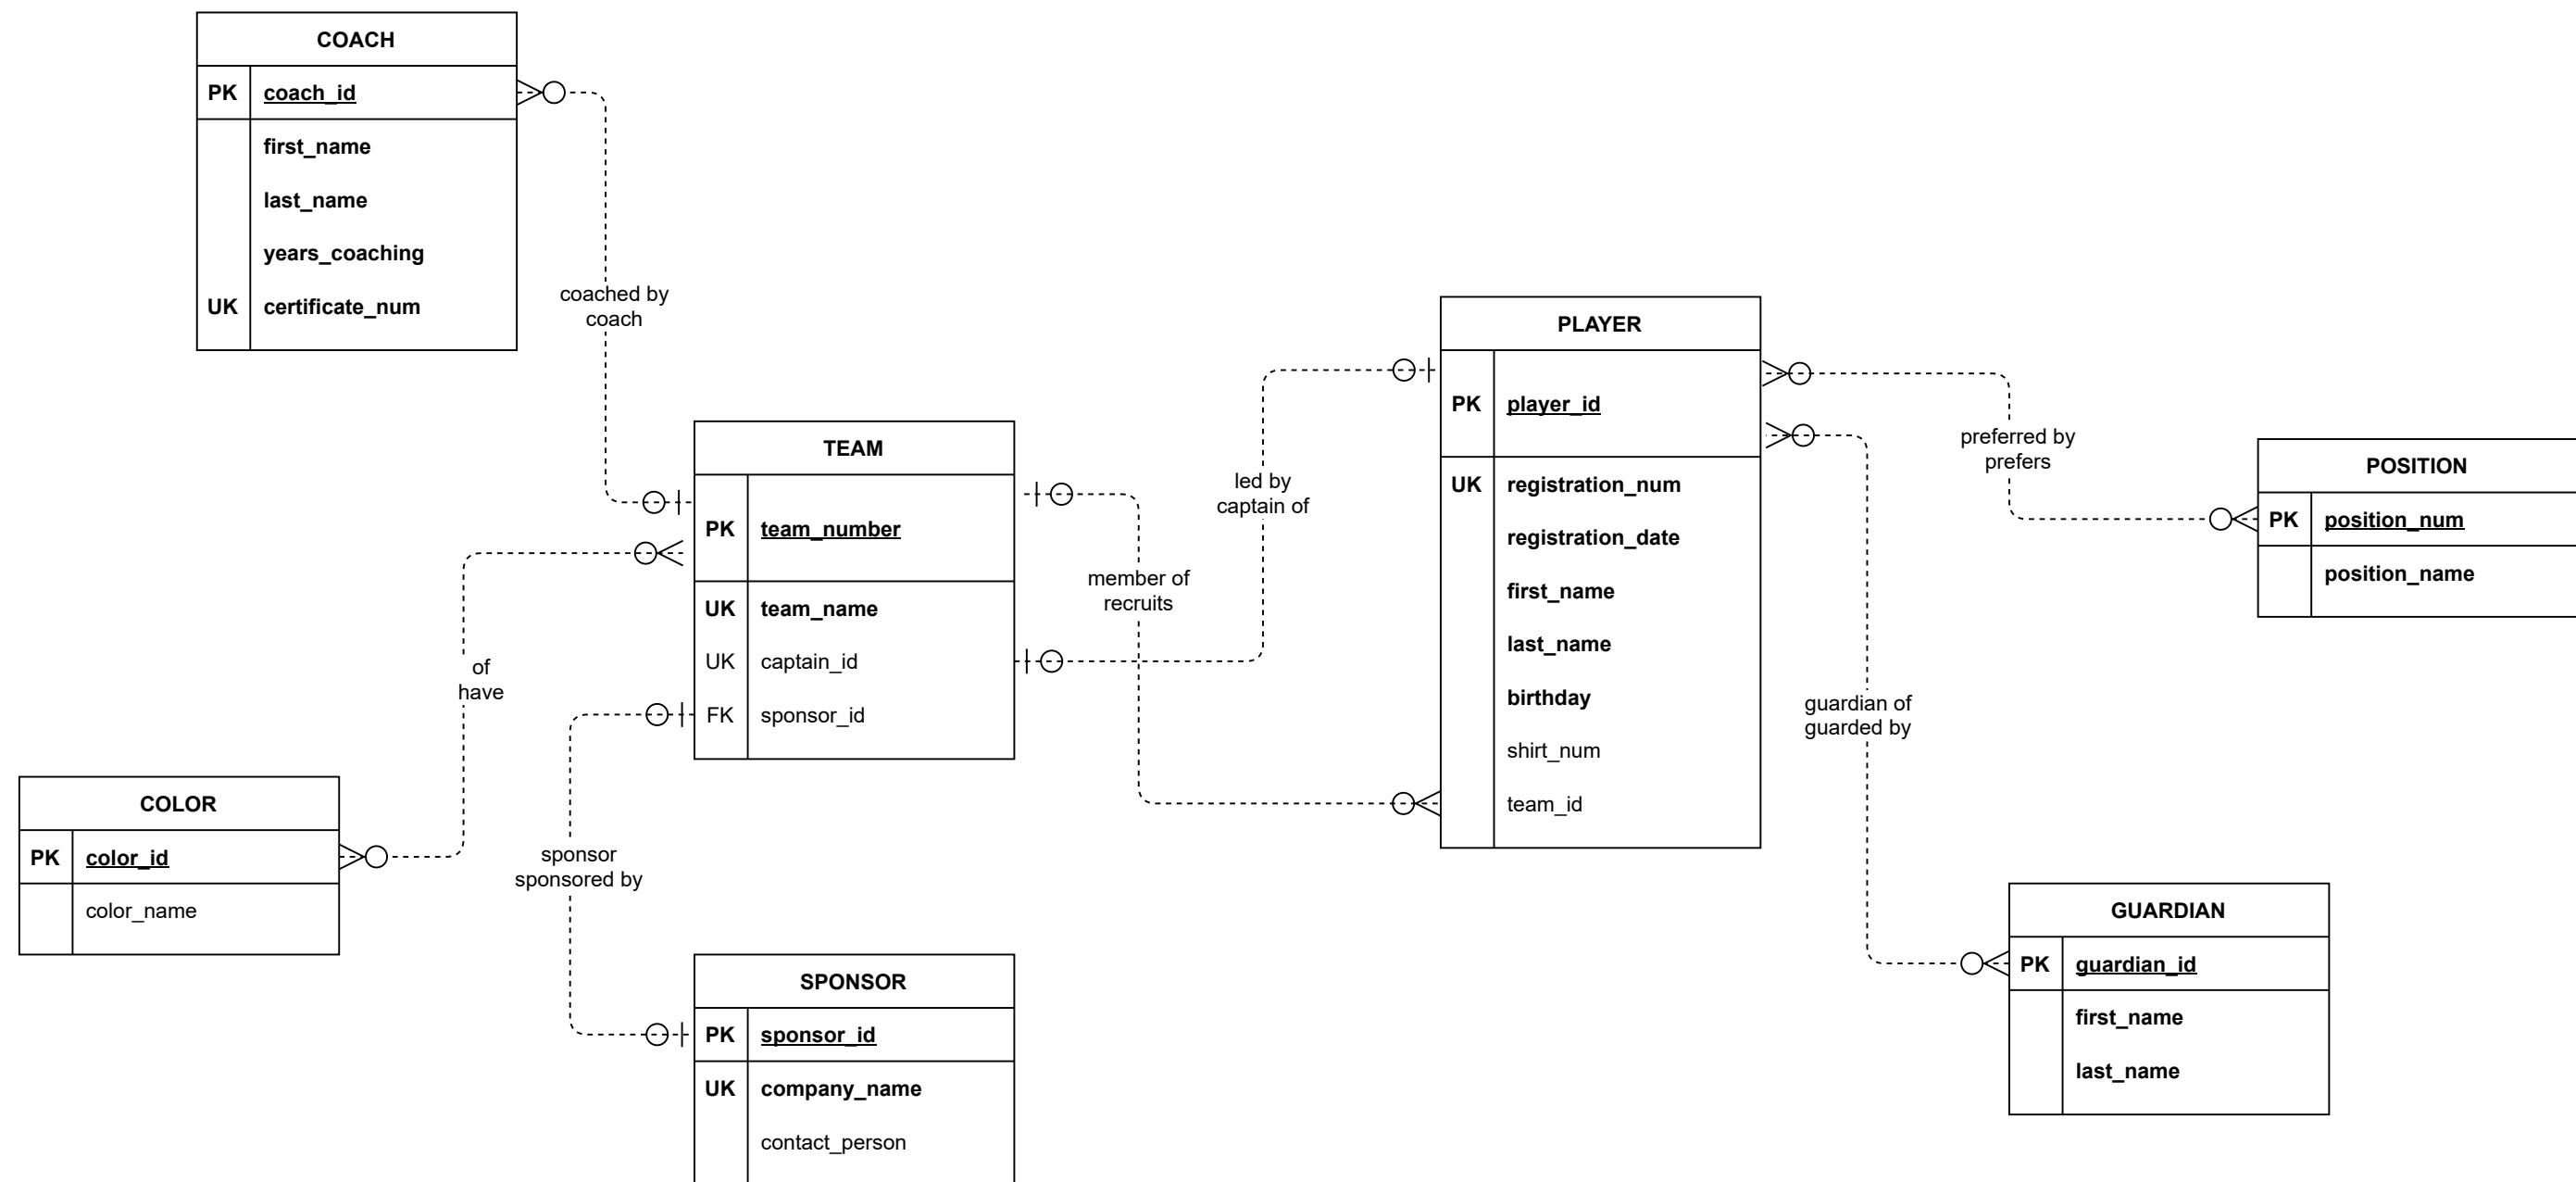 COACH
PK coach_id
first_name
last_name
years_coaching
UK certificate_num
coached by
coach
TEAM
PK team_number
UK team_name
UK captain_id
FK sponsor_id
of
have
COLOR
PK color_id
color_name
sponsor
sponsored by
SPONSOR
PK sponsor_id
UK company_name
contact_person
member of
recruits
led by
captain of
PLAYER
PK player_id
UK registration_num
registration_date
first_name
last_name
birthday
shirt_num
team_id
preferred by
prefers
POSITION
PK position_num
position_name
guardian of
guarded by
GUARDIAN
PK guardian_id
first_name
last_name